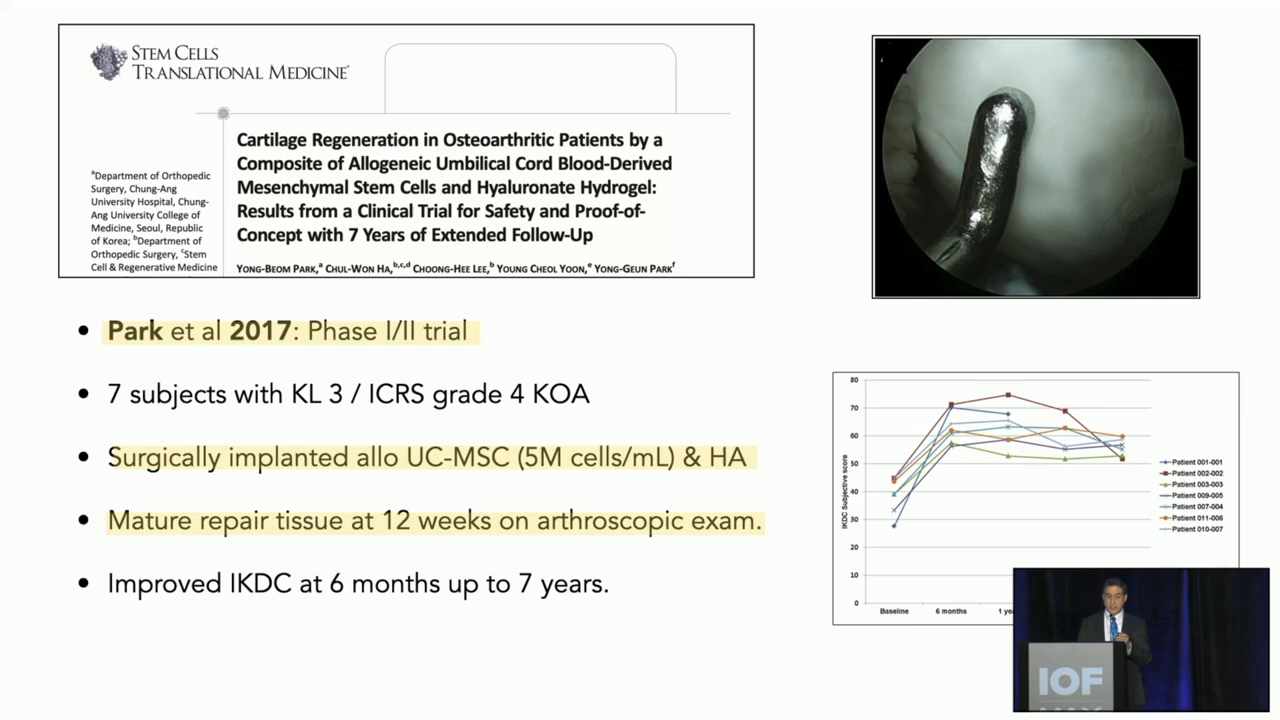 STEM CELLS
TRANSLATIONAL MEDICINE®
Cartilage Regeneration in Osteoarthritic Patients by a
Composite of Allogeneic Umbilical Cord Blood-Derived
Mesenchymal Stem Cells and Hyaluronate Hydrogel:
Results from a Clinical Trial for Safety and Proof-of-
Concept with 7 Years of Extended Follow-Up
YONG-BEOM PARK,a CHUL-WON HA,b,c,d CHOONG-HEE LEE,b YOUNG CHEOL YOON,e YONG-GEUN PARKf
aDepartment of Orthopedic
Surgery, Chung-Ang
University Hospital, Chung-
Ang University College of
Medicine, Seoul, Republic
of Korea; bDepartment of
Orthopedic Surgery, cStem
Cell & Regenerative Medicine
• Park et al 2017: Phase I/II trial
• 7 subjects with KL 3 / ICRS grade 4 KOA
• Surgically implanted allo UC-MSC (5M cells/mL) & HA
• Mature repair tissue at 12 weeks on arthroscopic exam.
• Improved IKDC at 6 months up to 7 years.
IKDC Subjective score
80
70
60
50
40
30
20
10
0
Baseline 6 months 1 yea
Patient 001-001
Patient 002-002
Patient 003-003
Patient 009-005
Patient 007-004
Patient 011-006
Patient 010-007
IOF